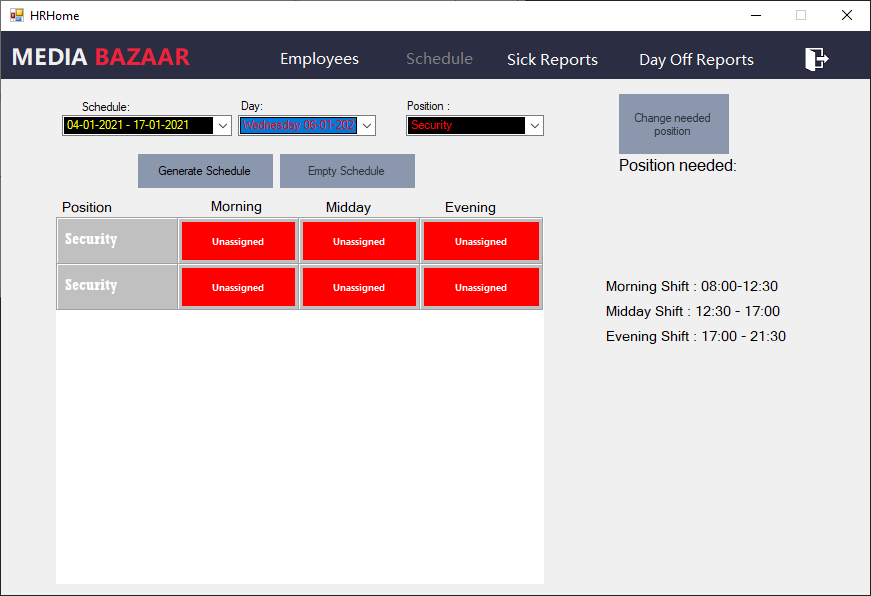 HRHome
MEDIA BAZAAR
Employees
Schedule
Sick Reports
Day Off Reports
Schedule:
Day:
Position :
04-01-2021 - 17-01-2021
Wednesday 06-01-202
Security
Change needed
position
Position needed:
Generate Schedule
Empty Schedule
Position
Morning
Midday
Evening
Security
Unassigned
Unassigned
Unassigned
Security
Unassigned
Unassigned
Unassigned
Morning Shift : 08:00-12:30
Midday Shift : 12:30 - 17:00
Evening Shift : 17:00 - 21:30